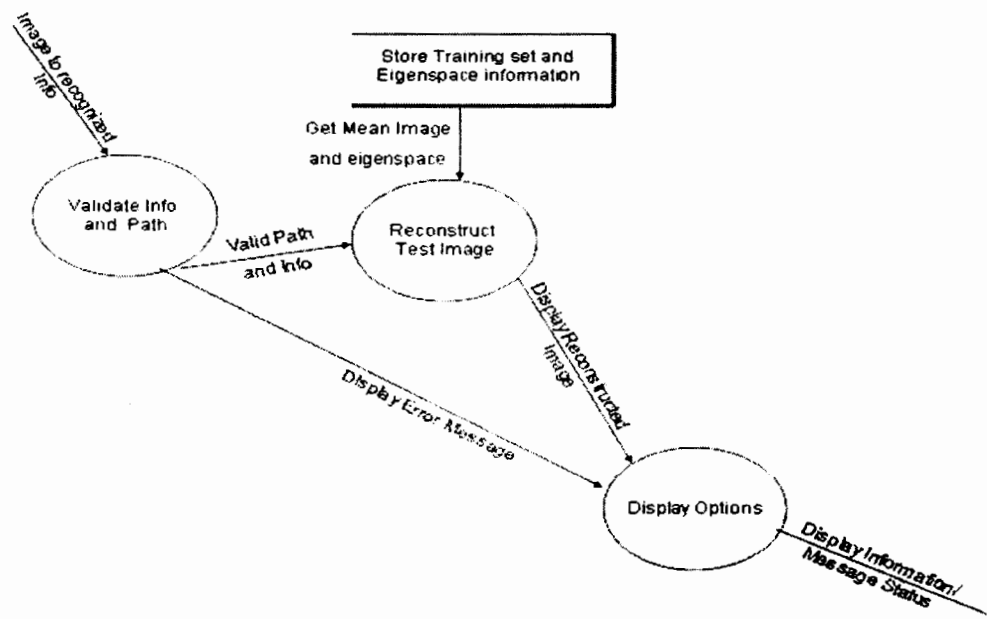 Image to recognized
Info
Store Training set and
Eigenspace information
Get Mean Image
and eigenspace
Validate Info
and Path
Reconstruct
Test Image
Valid Path
and Info
Display Reconstructed
Image
Display Error Message
Display Options
Display Information/
Message Status